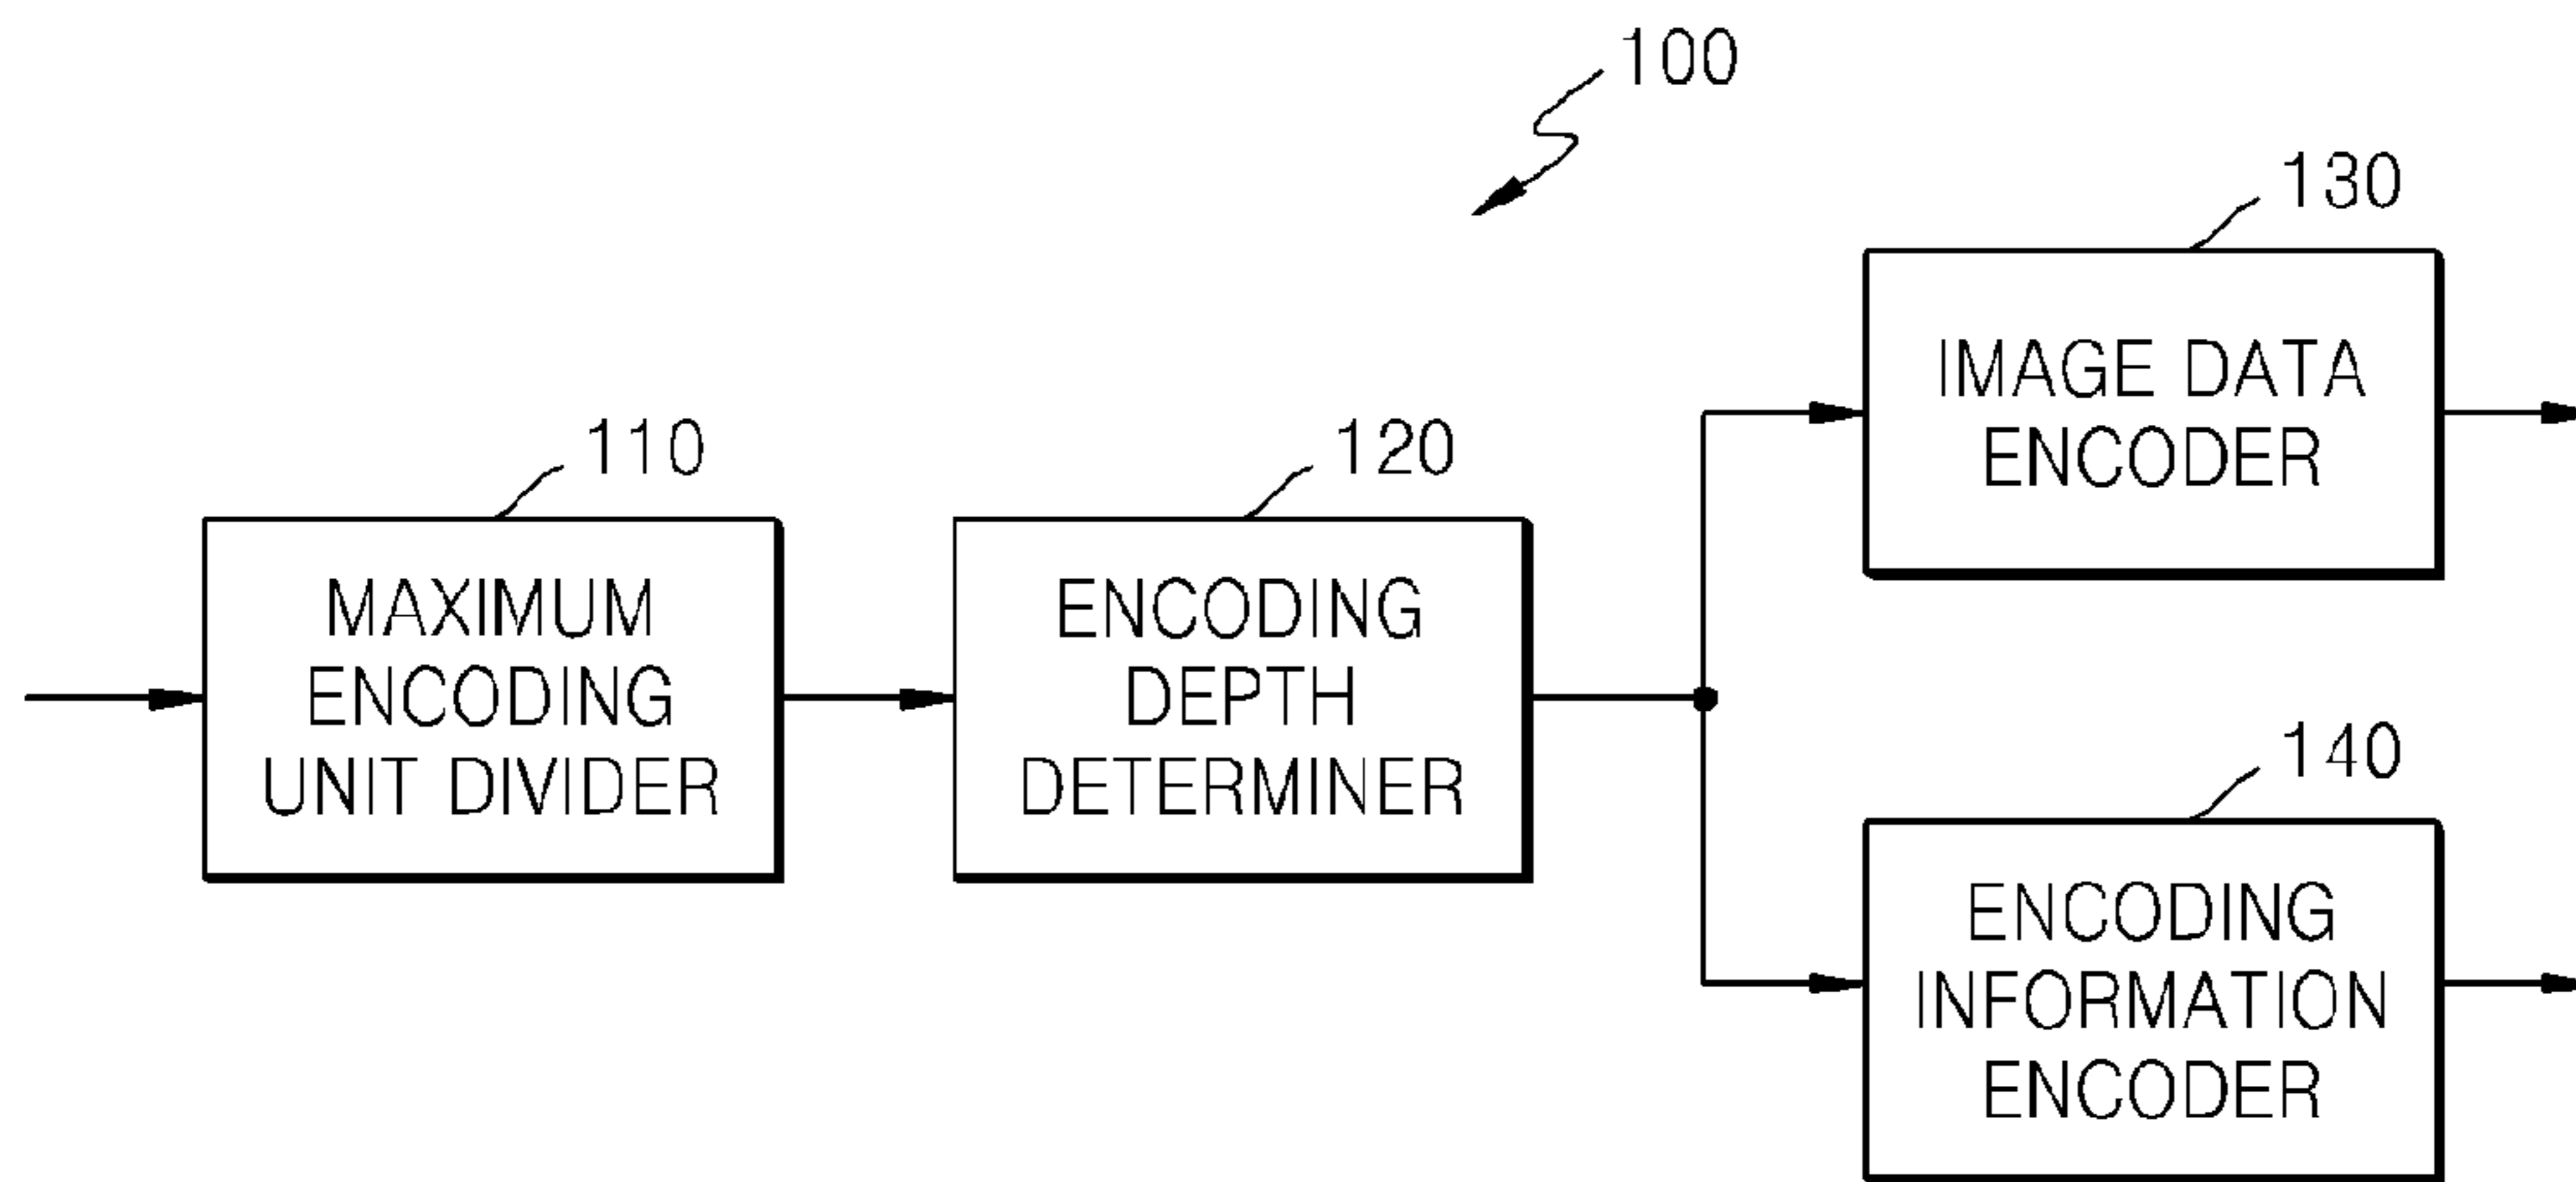 100
110
MAXIMUM
ENCODING
UNIT DIVIDER
120
ENCODING
DEPTH
DETERMINER
130
IMAGE DATA
ENCODER
140
ENCODING
INFORMATION
ENCODER